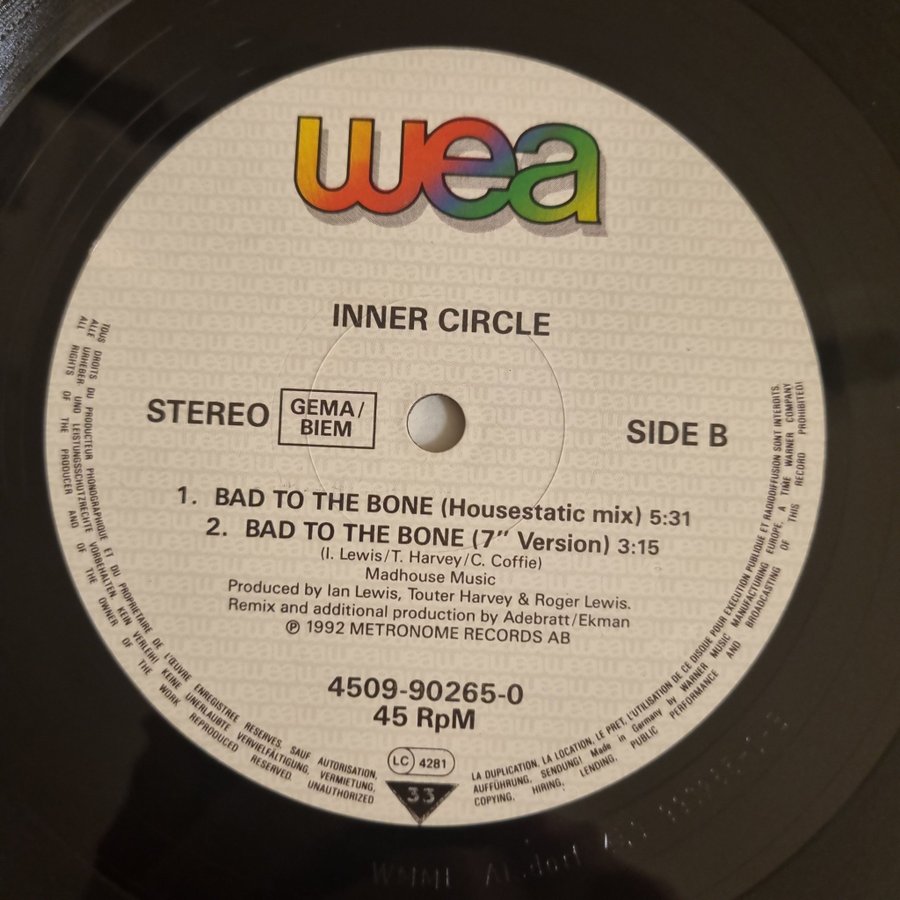 wea
INNER CIRCLE
STEREO GEMA/BIEM SIDE B
1. BAD TO THE BONE (Housestatic mix) 5:31
2. BAD TO THE BONE (7" Version) 3:15
(I. Lewis/T. Harvey/C. Coffie)
Madhouse Music
Produced by Ian Lewis, Touter Harvey & Roger Lewis.
Remix and additional production by Adebratt/Ekman
℗ 1992 METRONOME RECORDS AB
4509-90265-0
45 RpM
LC 4281
33
TOUS DROITS DU PRODUCTEUR PHONOGRAPHIQUE ET DU PROPRIETAIRE DE L'ŒUVRE ENREGISTREE RESERVES. SAUF AUTORISATION,
LA DUPLICATION, LA LOCATION, LE PRET, L'UTILISATION DE CE DISQUE POUR EXECUTION PUBLIQUE ET RADIODIFFUSION SONT INTERDITS.
ALLE URHEBER UND LEISTUNGSSCHUTZRECHTE VORBEHALTEN. KEIN VERLEIH! KEINE UNERLAUBTE VERVIELFÄLTIGUNG, VERMIETUNG,
AUFFÜHRUNG, SENDUNG! Made in Germany by WARNER MUSIC MANUFACTURING EUROPE, A TIME WARNER COMPANY
ALL RIGHTS OF THE PRODUCER AND OF THE OWNER OF THE WORK REPRODUCED RESERVED. UNAUTHORIZED
COPYING, HIRING, LENDING, PUBLIC PERFORMANCE AND BROADCASTING OF THIS RECORD PROHIBITED!